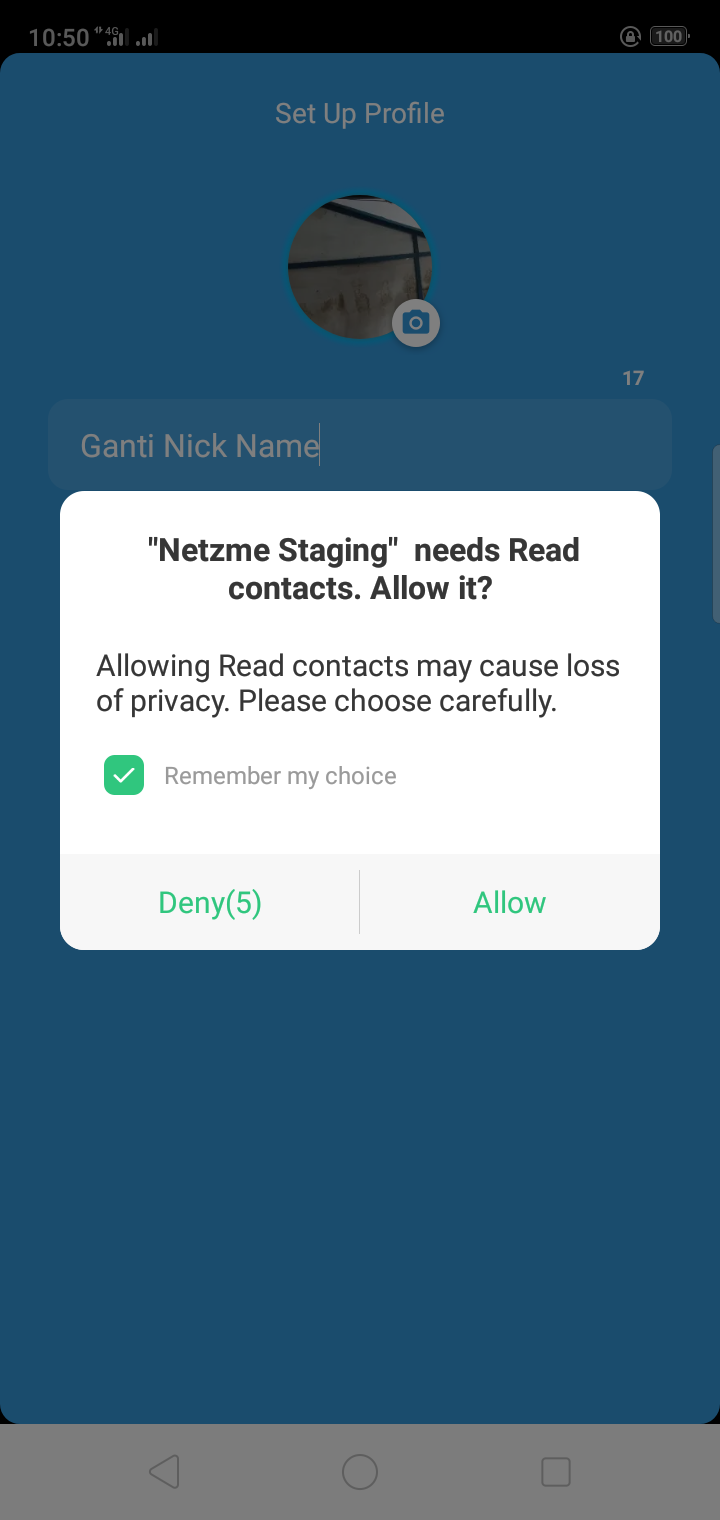 10:50 4G 100
Set Up Profile
17
Ganti Nick Name
"Netzme Staging"  needs Read
contacts. Allow it?
Allowing Read contacts may cause loss
of privacy. Please choose carefully.
Remember my choice
Deny(5) Allow